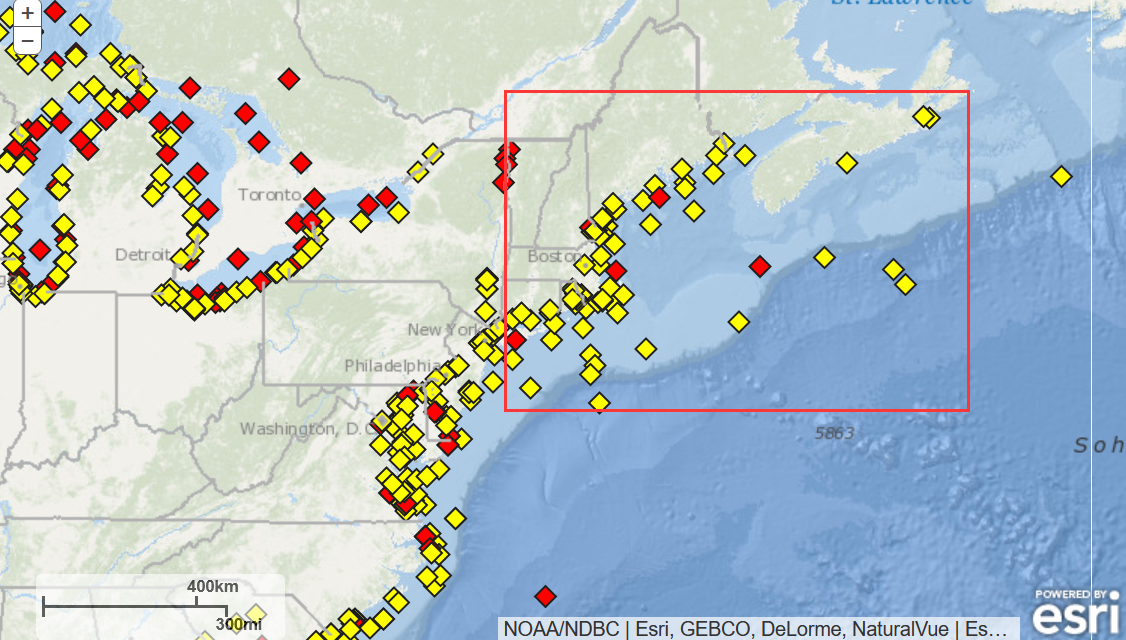 +
St. Lawrence
−
Toronto
Detroit
Boston
New York
Philadelphia
Washington, D.C.
5863
Soh
400km
300mi
POWERED BY
esri
NOAA/NDBC | Esri, GEBCO, DeLorme, NaturalVue | Es…